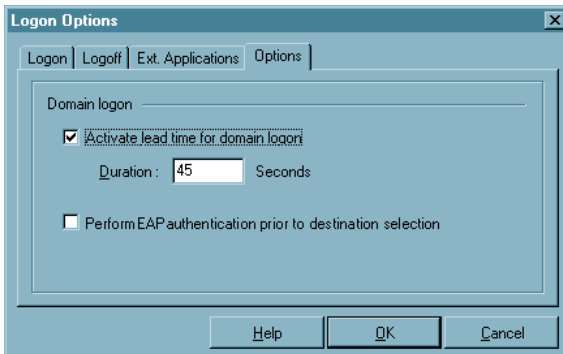 Logon Options
Logon Logoff Ext. Applications Options
Domain logon
Activate lead time for domain logon
Duration : 45 Seconds
Perform EAP authentication prior to destination selection
Help OK Cancel